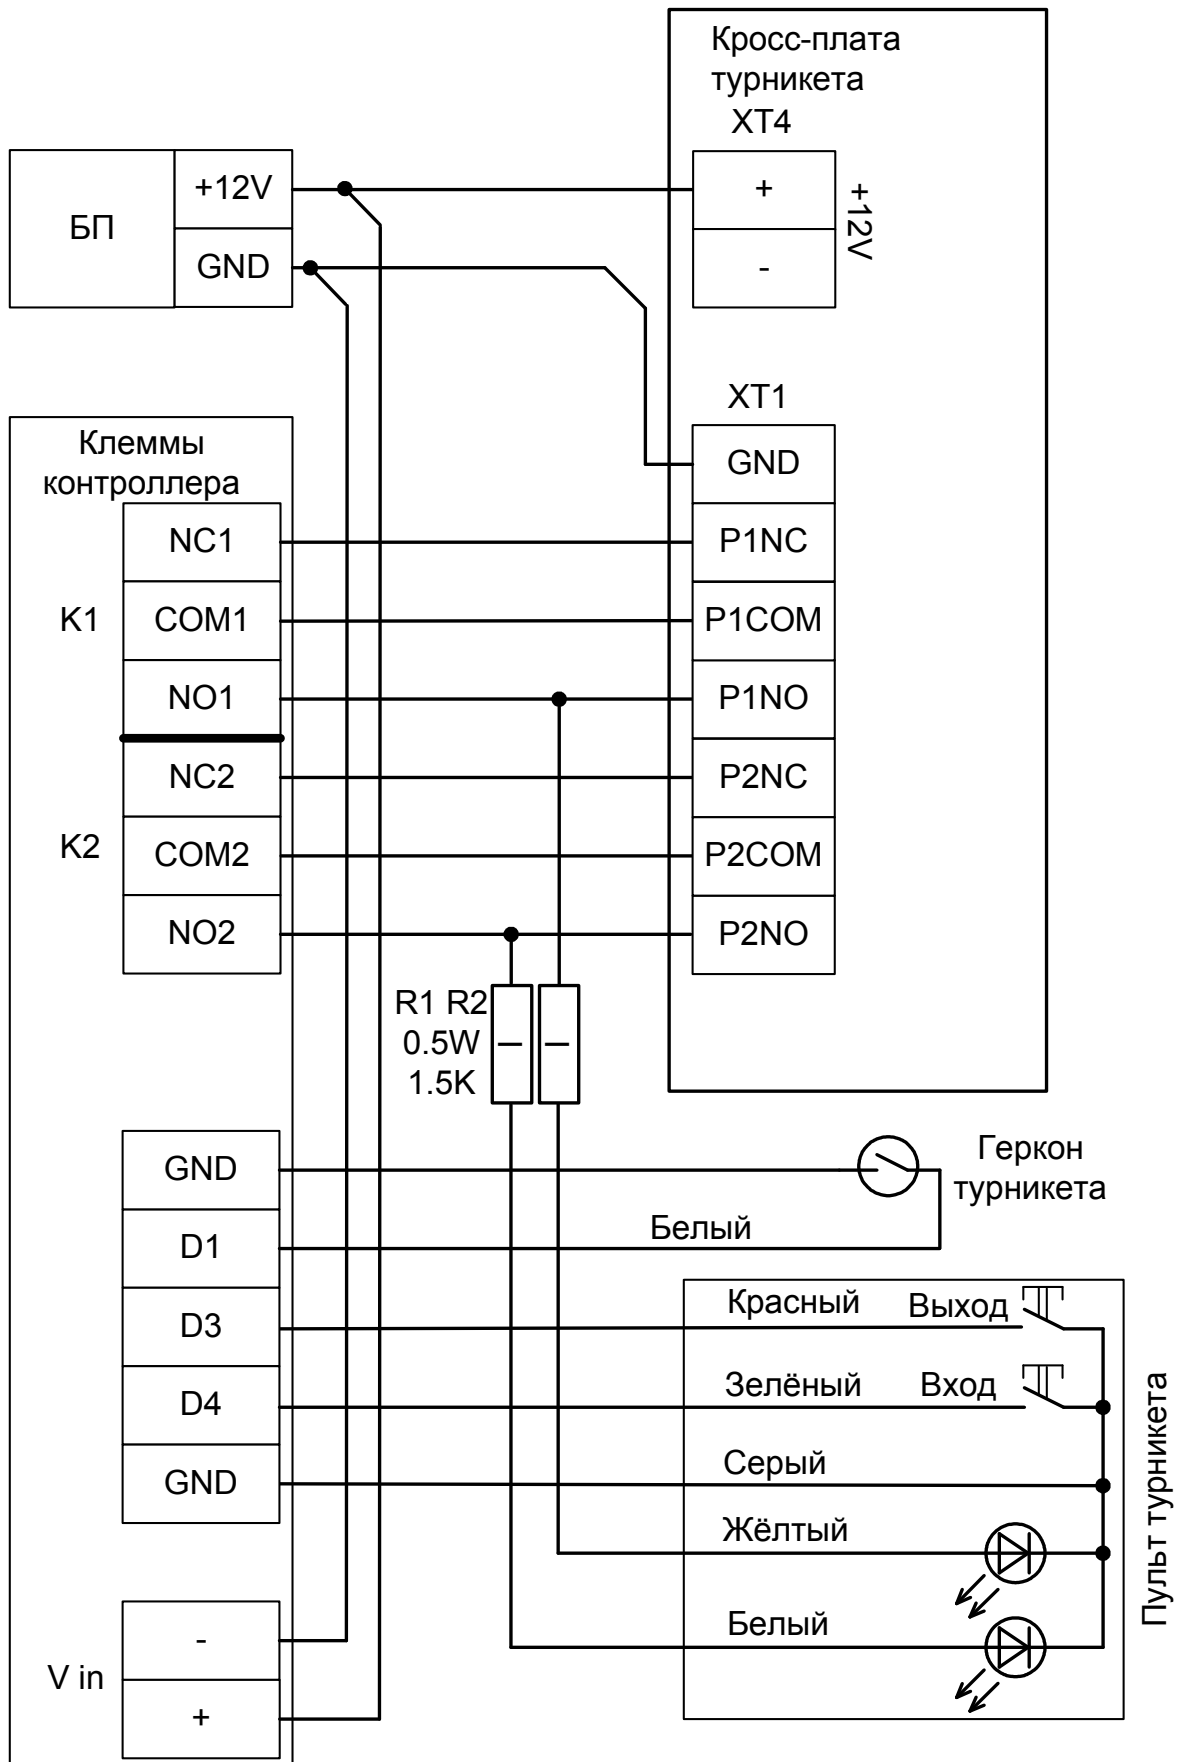 Кросс-плата
турникета
XT4
БП
+12V
GND
+
-
+12V
XT1
GND
P1NC
P1COM
P1NO
P2NC
P2COM
P2NO
Клеммы
контроллера
K1
NC1
COM1
NO1
K2
NC2
COM2
NO2
R1 R2
0.5W
1.5K
GND
D1
D3
D4
GND
Геркон
турникета
Белый
Красный Выход
Зелёный Вход
Серый
Жёлтый
Белый
Пульт турникета
V in
-
+